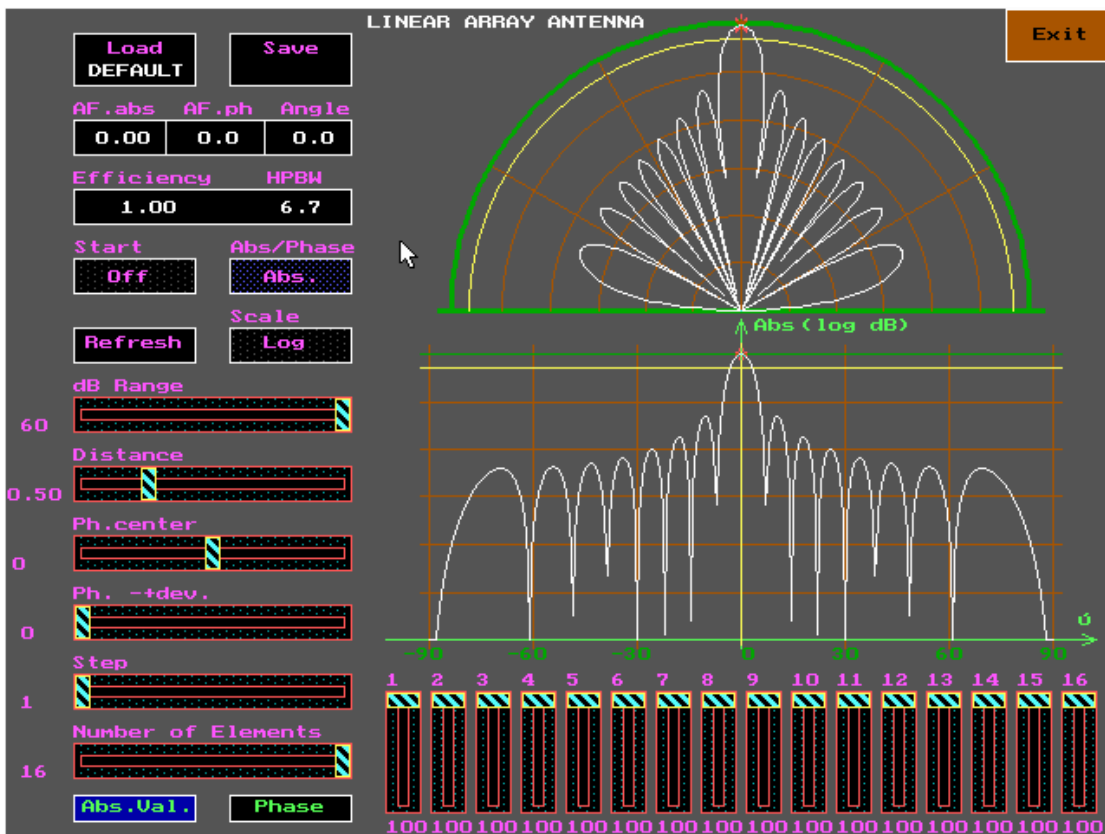 LINEAR ARRAY ANTENNA
Exit
Load
DEFAULT
Save
AF.abs AF.ph Angle
0.00 0.0 0.0
Efficiency HPBW
1.00 6.7
Start Abs/Phase
Off Abs.
Scale
Refresh Log
dB Range
60
Distance
0.50
Ph.center
0
Ph. -+dev.
0
Step
1
Number of Elements
16
Abs.Val. Phase
Abs(log dB)
ú
-90 -60 -30 0 30 60 90
1 2 3 4 5 6 7 8 9 10 11 12 13 14 15 16
100 100 100 100 100 100 100 100 100 100 100 100 100 100 100 100